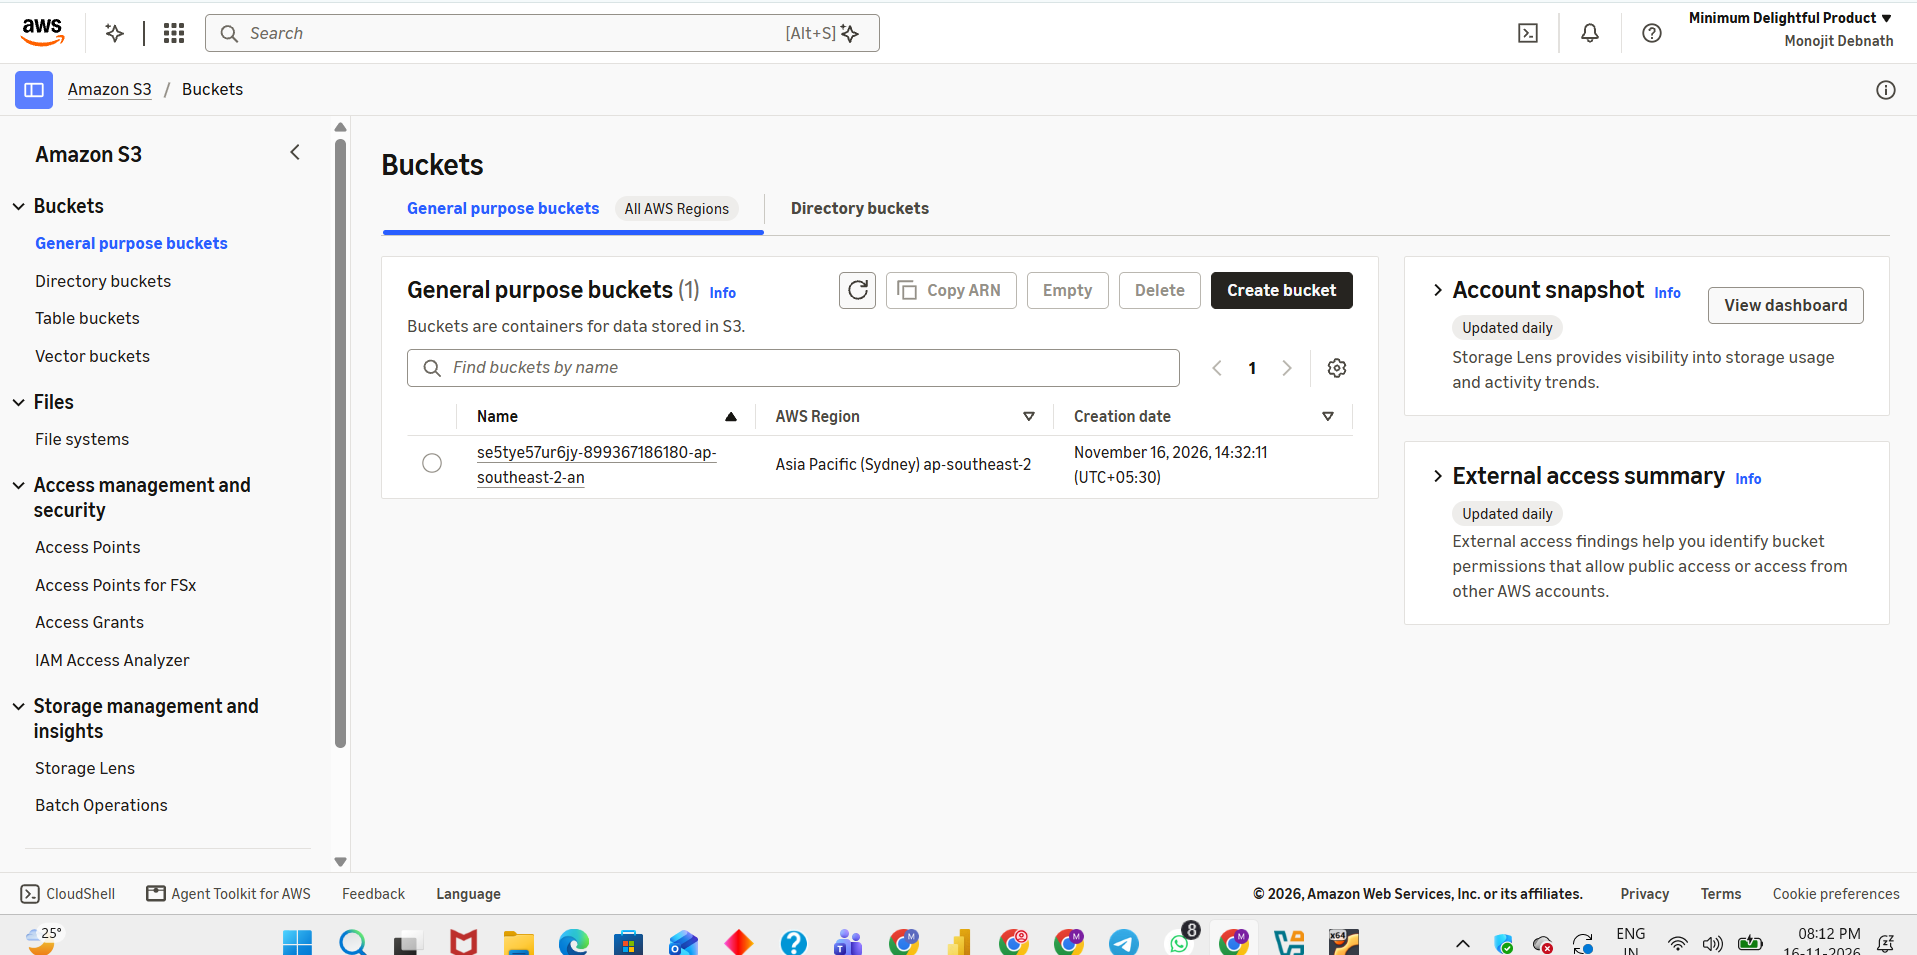 aws
Search
[Alt+S]
Minimum Delightful Product
Monojit Debnath
Amazon S3 / Buckets
Amazon S3
Buckets
General purpose buckets
Directory buckets
Table buckets
Vector buckets
Files
File systems
Access management and
security
Access Points
Access Points for FSx
Access Grants
IAM Access Analyzer
Storage management and
insights
Storage Lens
Batch Operations
Buckets
General purpose buckets All AWS Regions
Directory buckets
General purpose buckets (1) Info
Copy ARN
Empty
Delete
Create bucket
Buckets are containers for data stored in S3.
Find buckets by name
1
Name
AWS Region
Creation date
se5tye57ur6jy-899367186180-ap-
southeast-2-an
Asia Pacific (Sydney) ap-southeast-2
November 16, 2026, 14:32:11
(UTC+05:30)
Account snapshot Info
View dashboard
Updated daily
Storage Lens provides visibility into storage usage
and activity trends.
External access summary Info
Updated daily
External access findings help you identify bucket
permissions that allow public access or access from
other AWS accounts.
CloudShell
Agent Toolkit for AWS
Feedback
Language
© 2026, Amazon Web Services, Inc. or its affiliates.
Privacy
Terms
Cookie preferences
25°
8
x64
ENG
IN
08:12 PM
16-11-2026